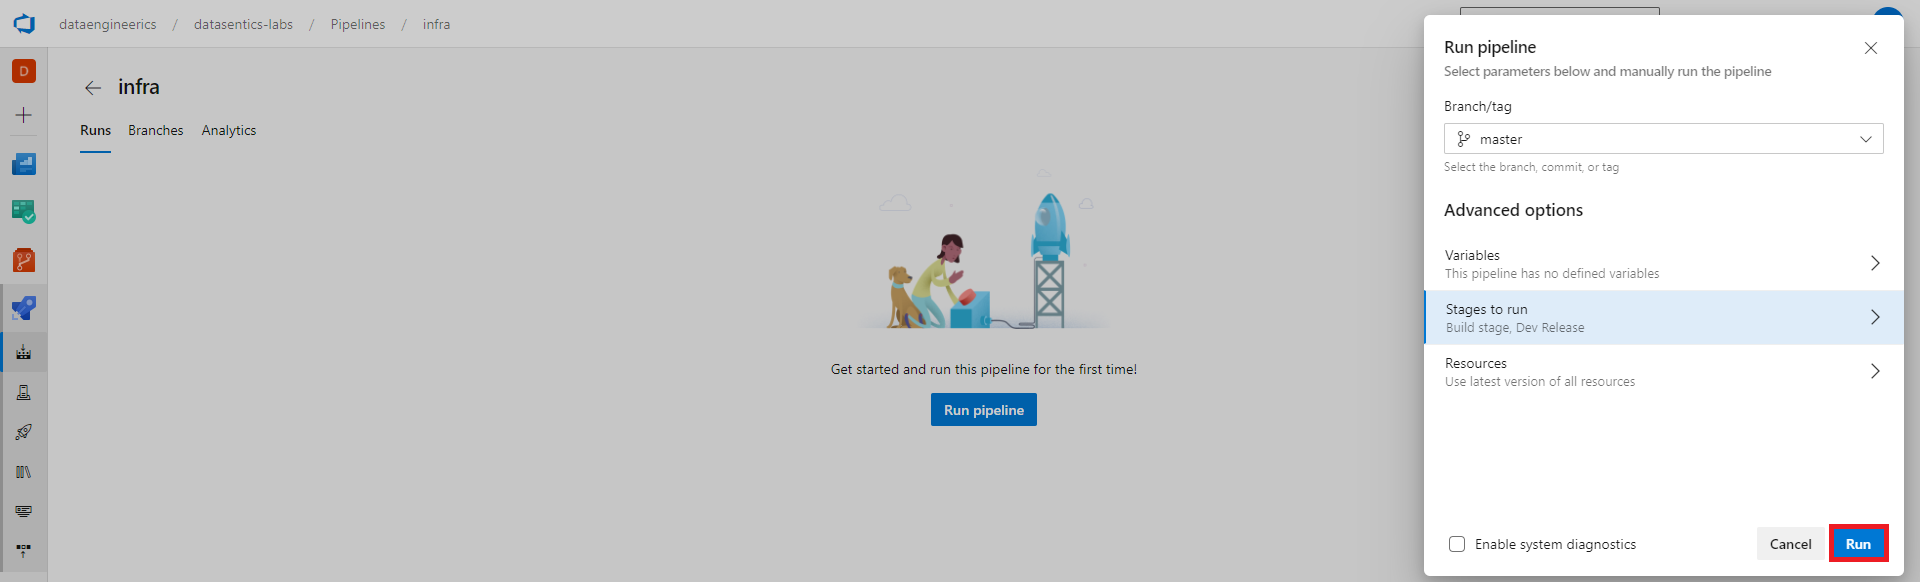 dataengineerics / datasentics-labs / Pipelines / infra
D
infra
Runs Branches Analytics
Get started and run this pipeline for the first time!
Run pipeline
Run pipeline
Select parameters below and manually run the pipeline
Branch/tag
master
Select the branch, commit, or tag
Advanced options
Variables
This pipeline has no defined variables
Stages to run
Build stage, Dev Release
Resources
Use latest version of all resources
Enable system diagnostics
Cancel
Run